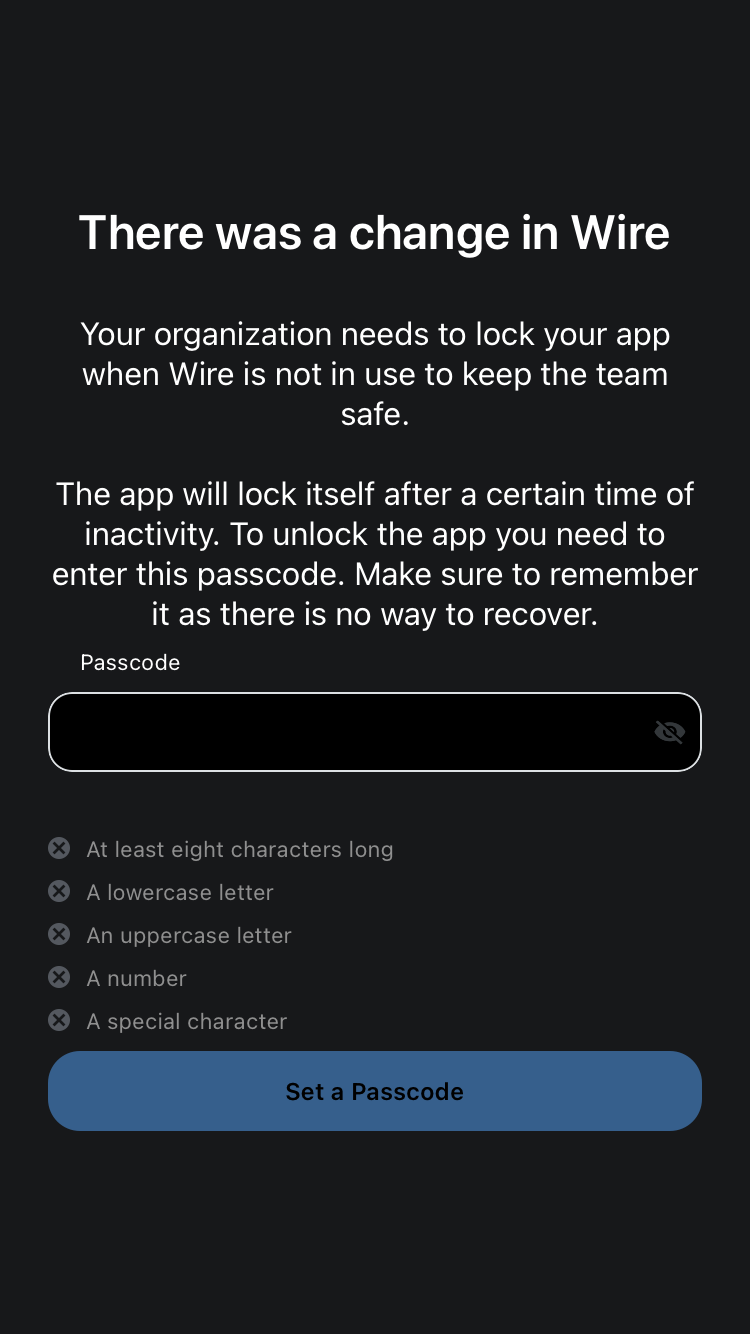 There was a change in Wire
Your organization needs to lock your app
when Wire is not in use to keep the team
safe.
The app will lock itself after a certain time of
inactivity. To unlock the app you need to
enter this passcode. Make sure to remember
it as there is no way to recover.
Passcode
At least eight characters long
A lowercase letter
An uppercase letter
A number
A special character
Set a Passcode